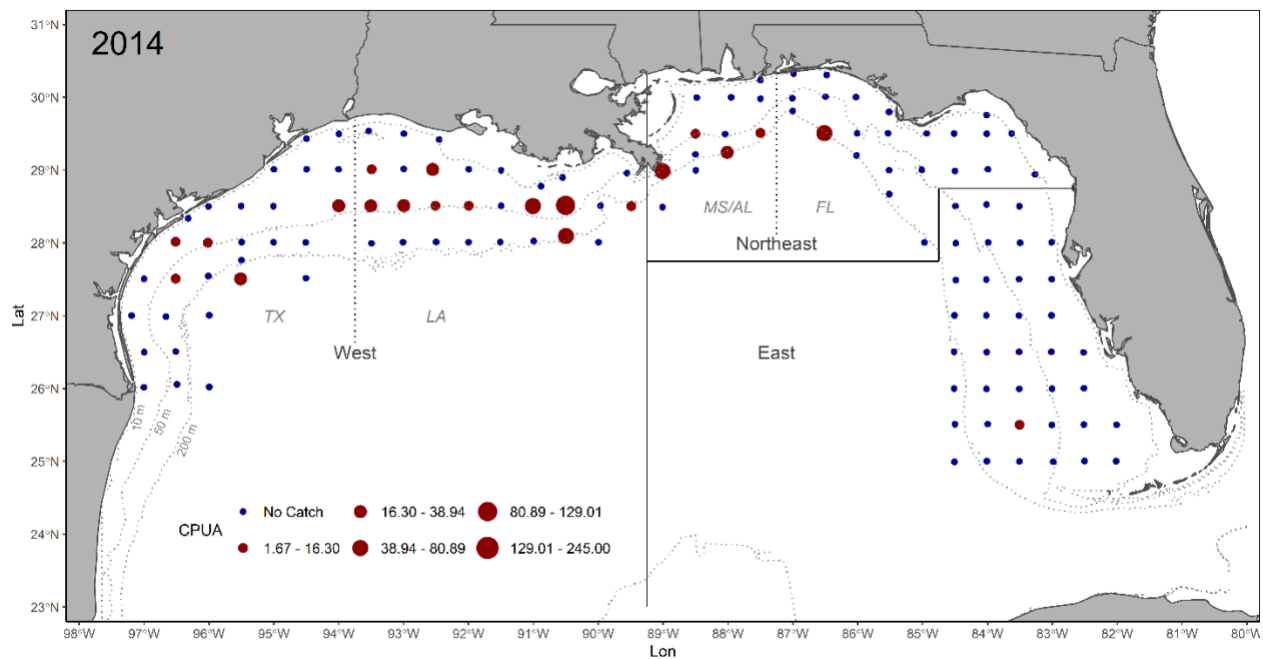 2014
31°N
30°N
29°N
28°N
27°N
26°N
25°N
24°N
23°N
Lat
MS/AL FL
Northeast
TX LA
West East
10 m
50 m
200 m
CPUA
No Catch 16.30 - 38.94 80.89 - 129.01
1.67 - 16.30 38.94 - 80.89 129.01 - 245.00
98°W 97°W 96°W 95°W 94°W 93°W 92°W 91°W 90°W 89°W 88°W 87°W 86°W 85°W 84°W 83°W 82°W 81°W 80°W
Lon